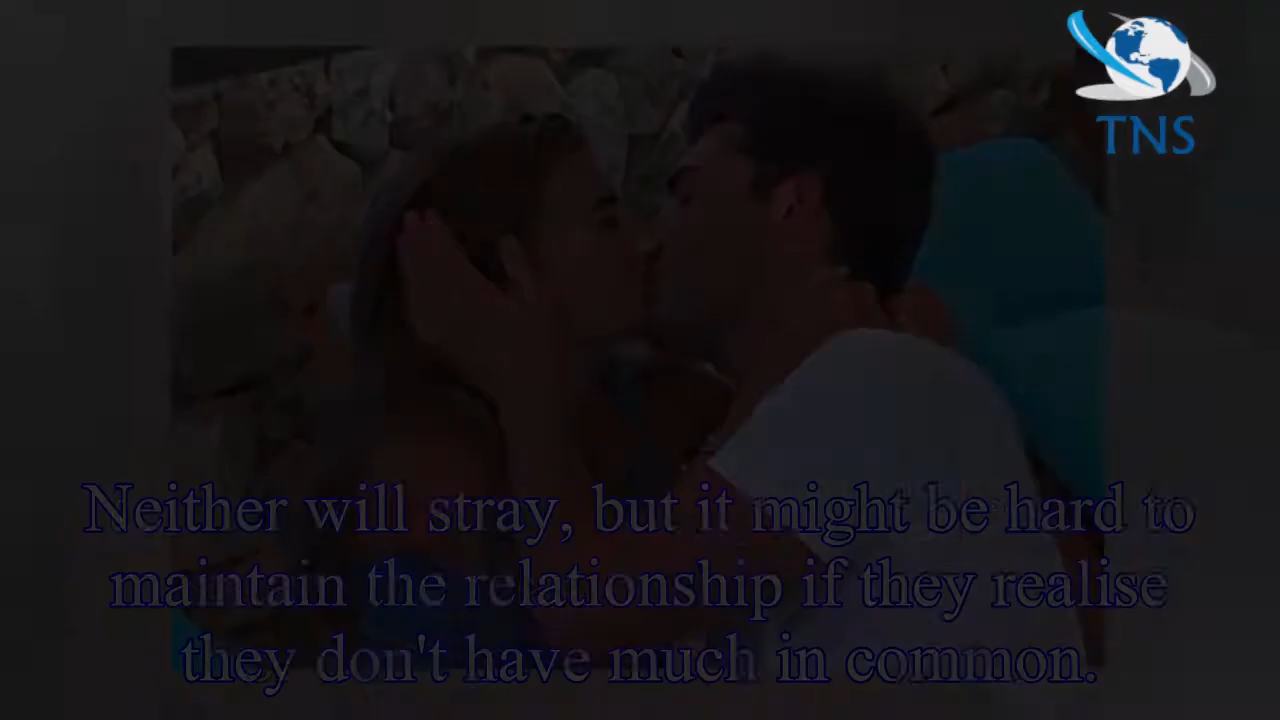 TNS
Neither will stray, but it might be hard to
maintain the relationship if they realise
they don't have much in common.